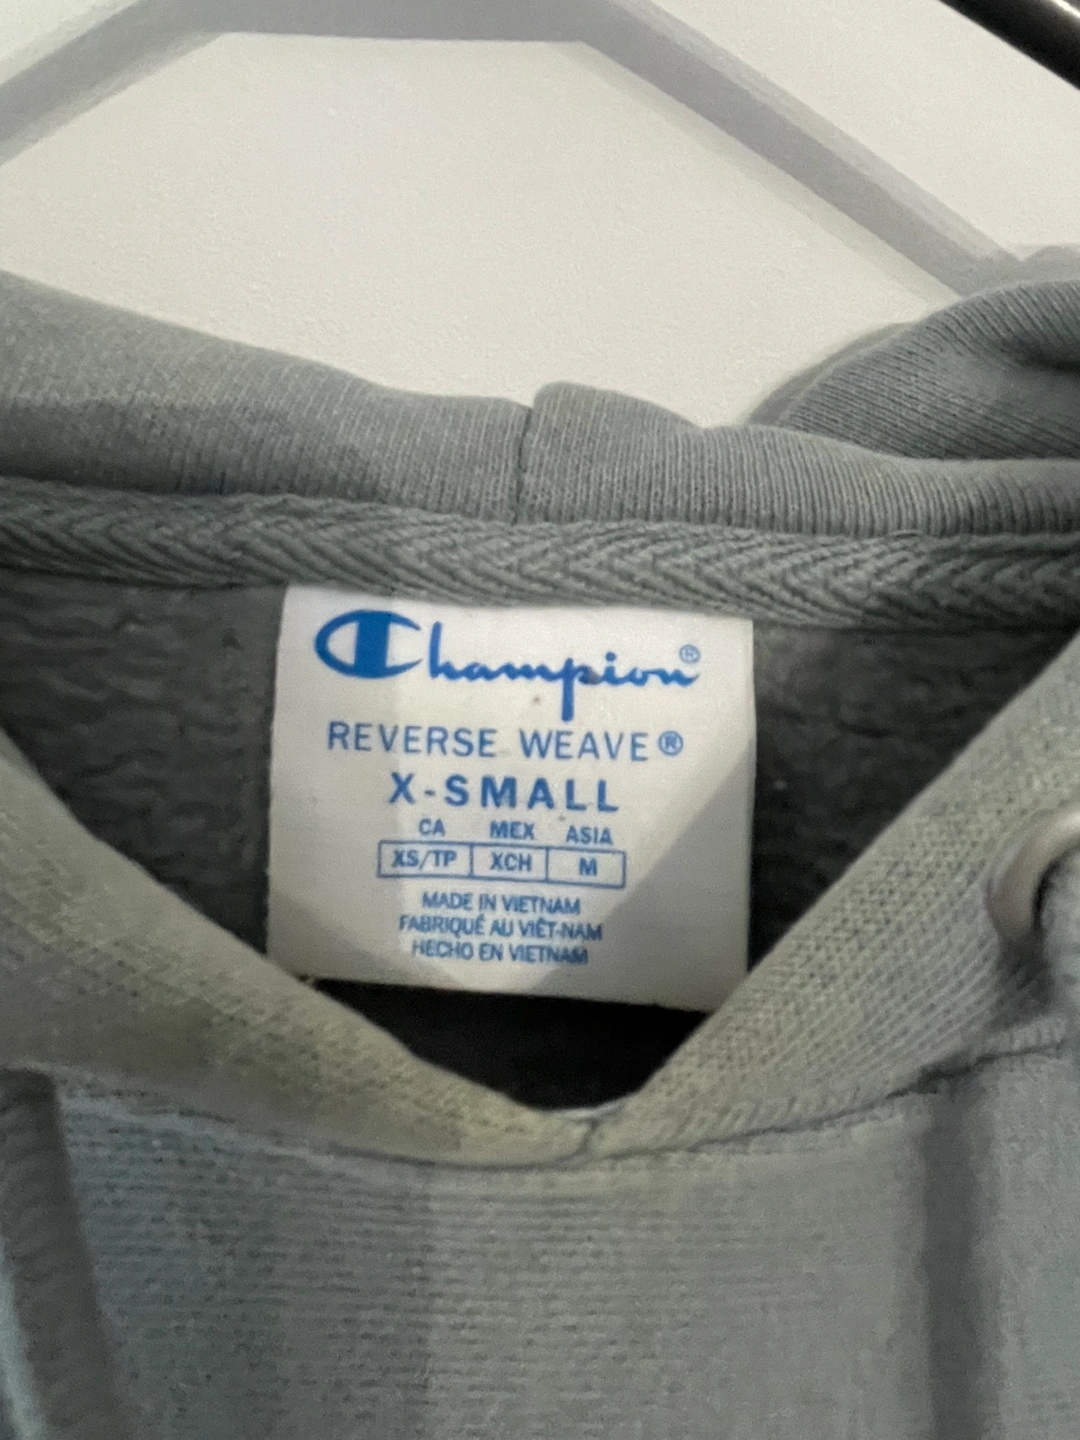 Champion®
REVERSE WEAVE®
X-SMALL
CA MEX ASIA
XS/TP XCH M
MADE IN VIETNAM
FABRIQUÉ AU VIÊT-NAM
HECHO EN VIETNAM